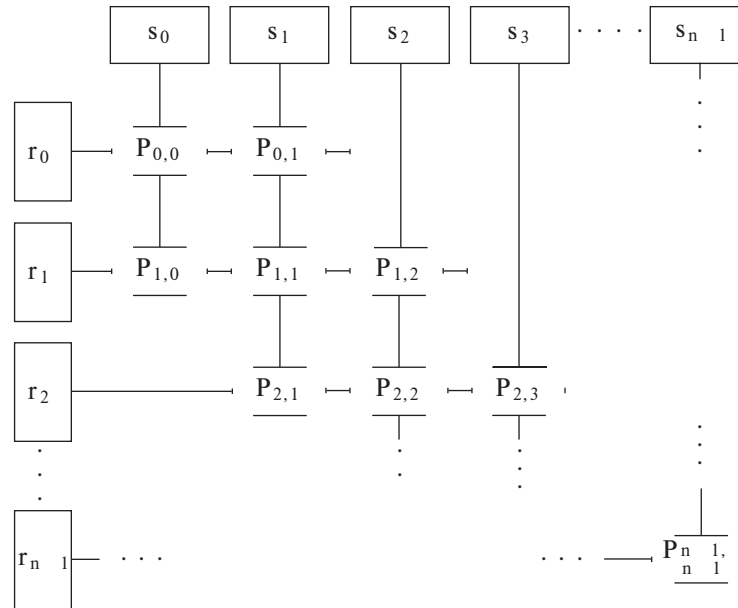 s0 s1 s2 s3 . . . . sn 1
r0 P0,0 P0,1
r1 P1,0 P1,1 P1,2
r2 P2,1 P2,2 P2,3
rn 1 . . . . . . Pn 1, n 1